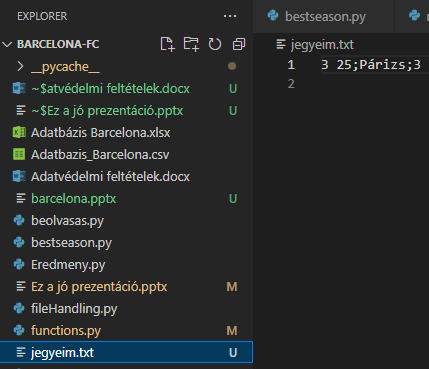 EXPLORER
BARCELONA-FC
__pycache__
~$atvédelmi feltételek.docx U
~$Ez a jó prezentáció.pptx U
Adatbázis Barcelona.xlsx
Adatbazis_Barcelona.csv
Adatvédelmi feltételek.docx
barcelona.pptx U
beolvasas.py
bestseason.py
Eredmeny.py
Ez a jó prezentáció.pptx M
fileHandling.py
functions.py M
jegyeim.txt U
bestseason.py
jegyeim.txt
1 3 25;Párizs;3
2